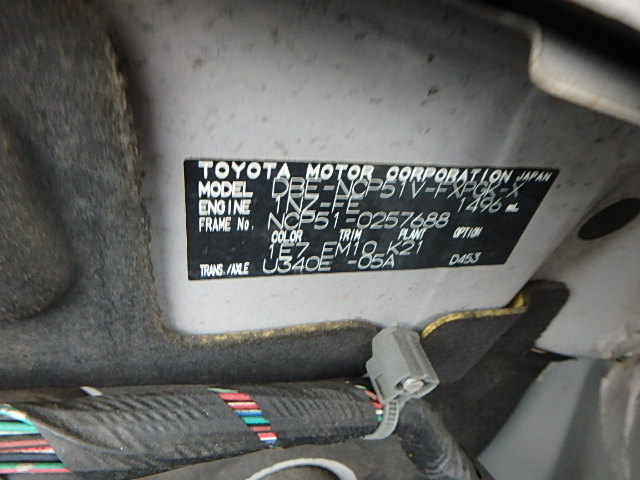 TOYOTA MOTOR CORPORATION JAPAN
MODEL DBE-NCP51V-FXPGK-X
ENGINE 1NZ-FE 1496 mL
FRAME No. NCP51-0257688
COLOR TRIM PLANT OPTION
1E7 EM10 K21
TRANS./AXLE U340E -05A D453